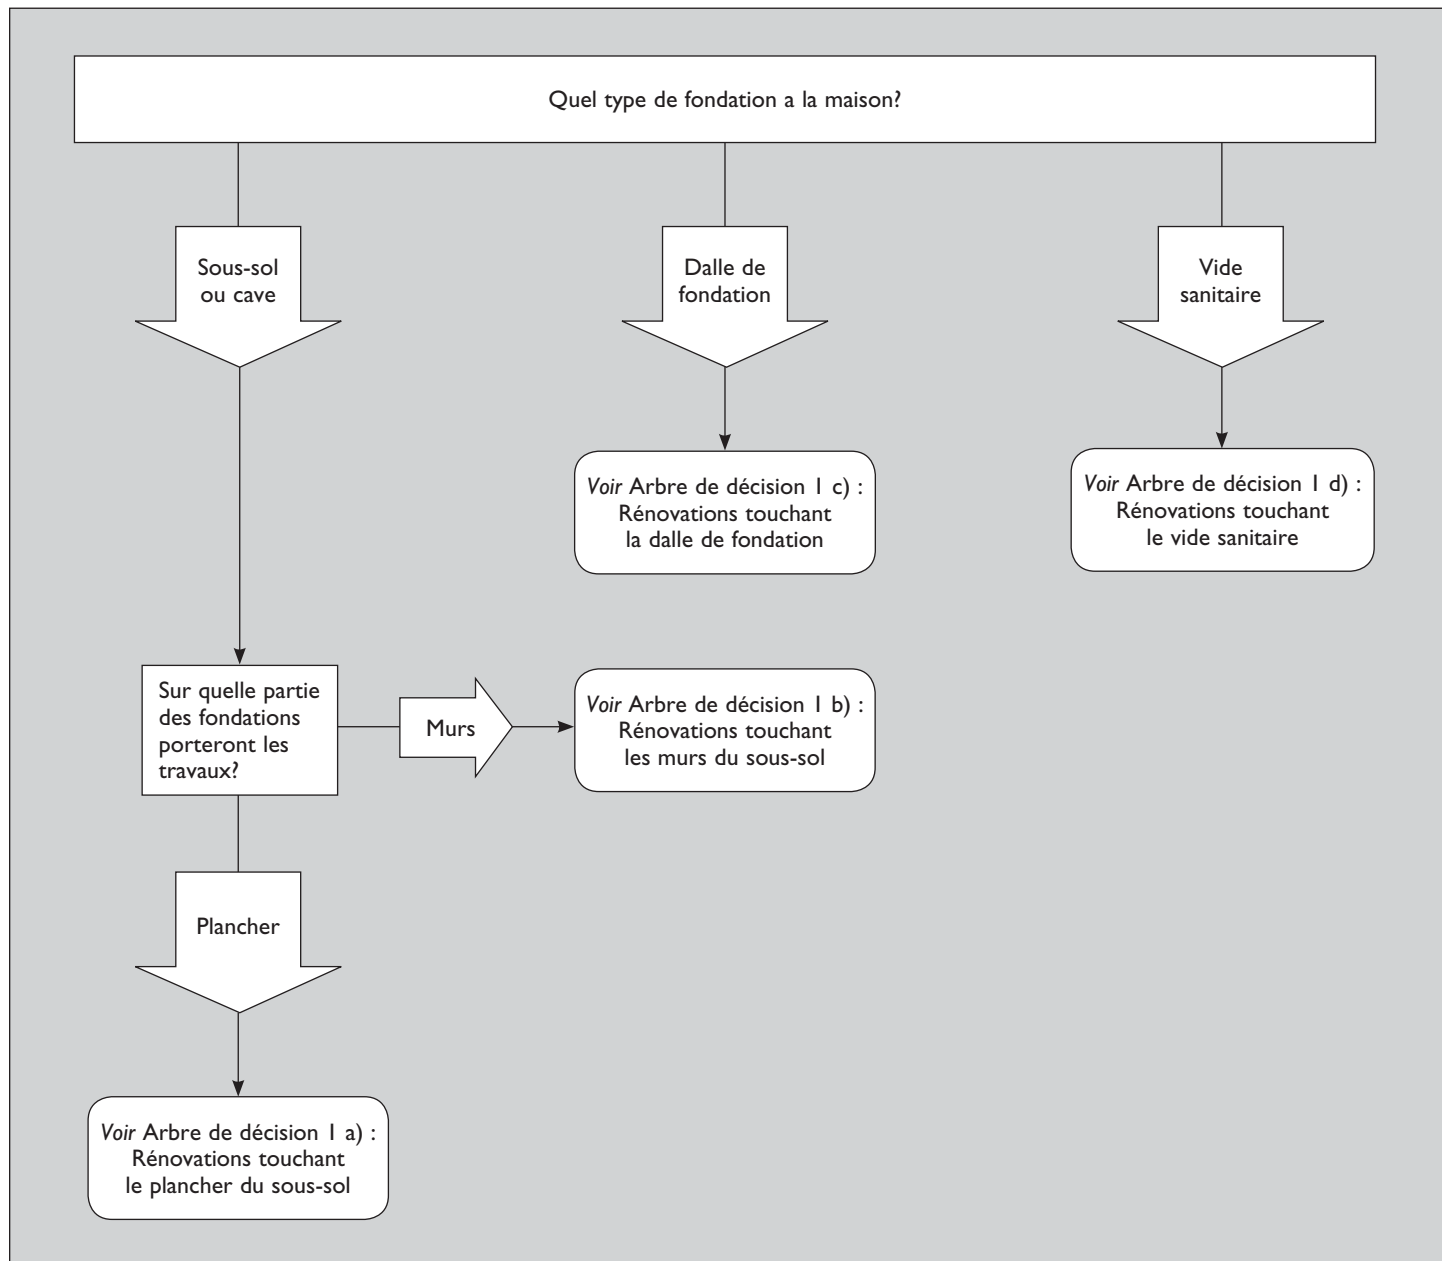 Quel type de fondation a la maison?
Sous-sol
ou cave
Dalle de
fondation
Vide
sanitaire
Voir Arbre de décision 1 c) :
Rénovations touchant
la dalle de fondation
Voir Arbre de décision 1 d) :
Rénovations touchant
le vide sanitaire
Sur quelle partie
des fondations
porteront les
travaux?
Murs
Voir Arbre de décision 1 b) :
Rénovations touchant
les murs du sous-sol
Plancher
Voir Arbre de décision 1 a) :
Rénovations touchant
le plancher du sous-sol